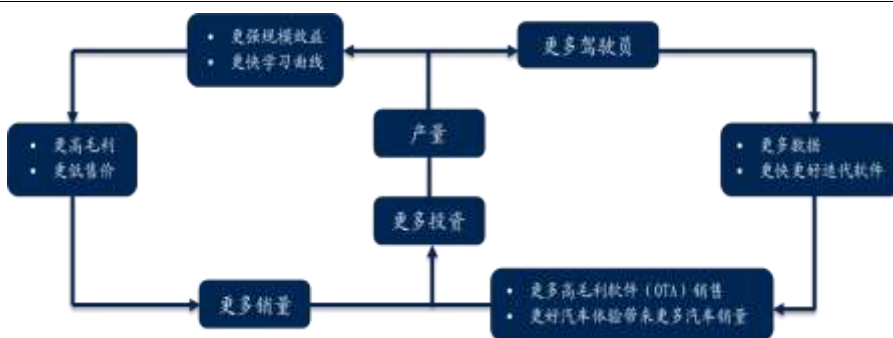 更强规模效益
更快学习曲线
更多驾驶员
更高毛利
更低售价
产量
更多数据
更快更好迭代软件
更多投资
更多销量
更多高毛利软件（OTA）销售
更好汽车体验带来更多汽车销量